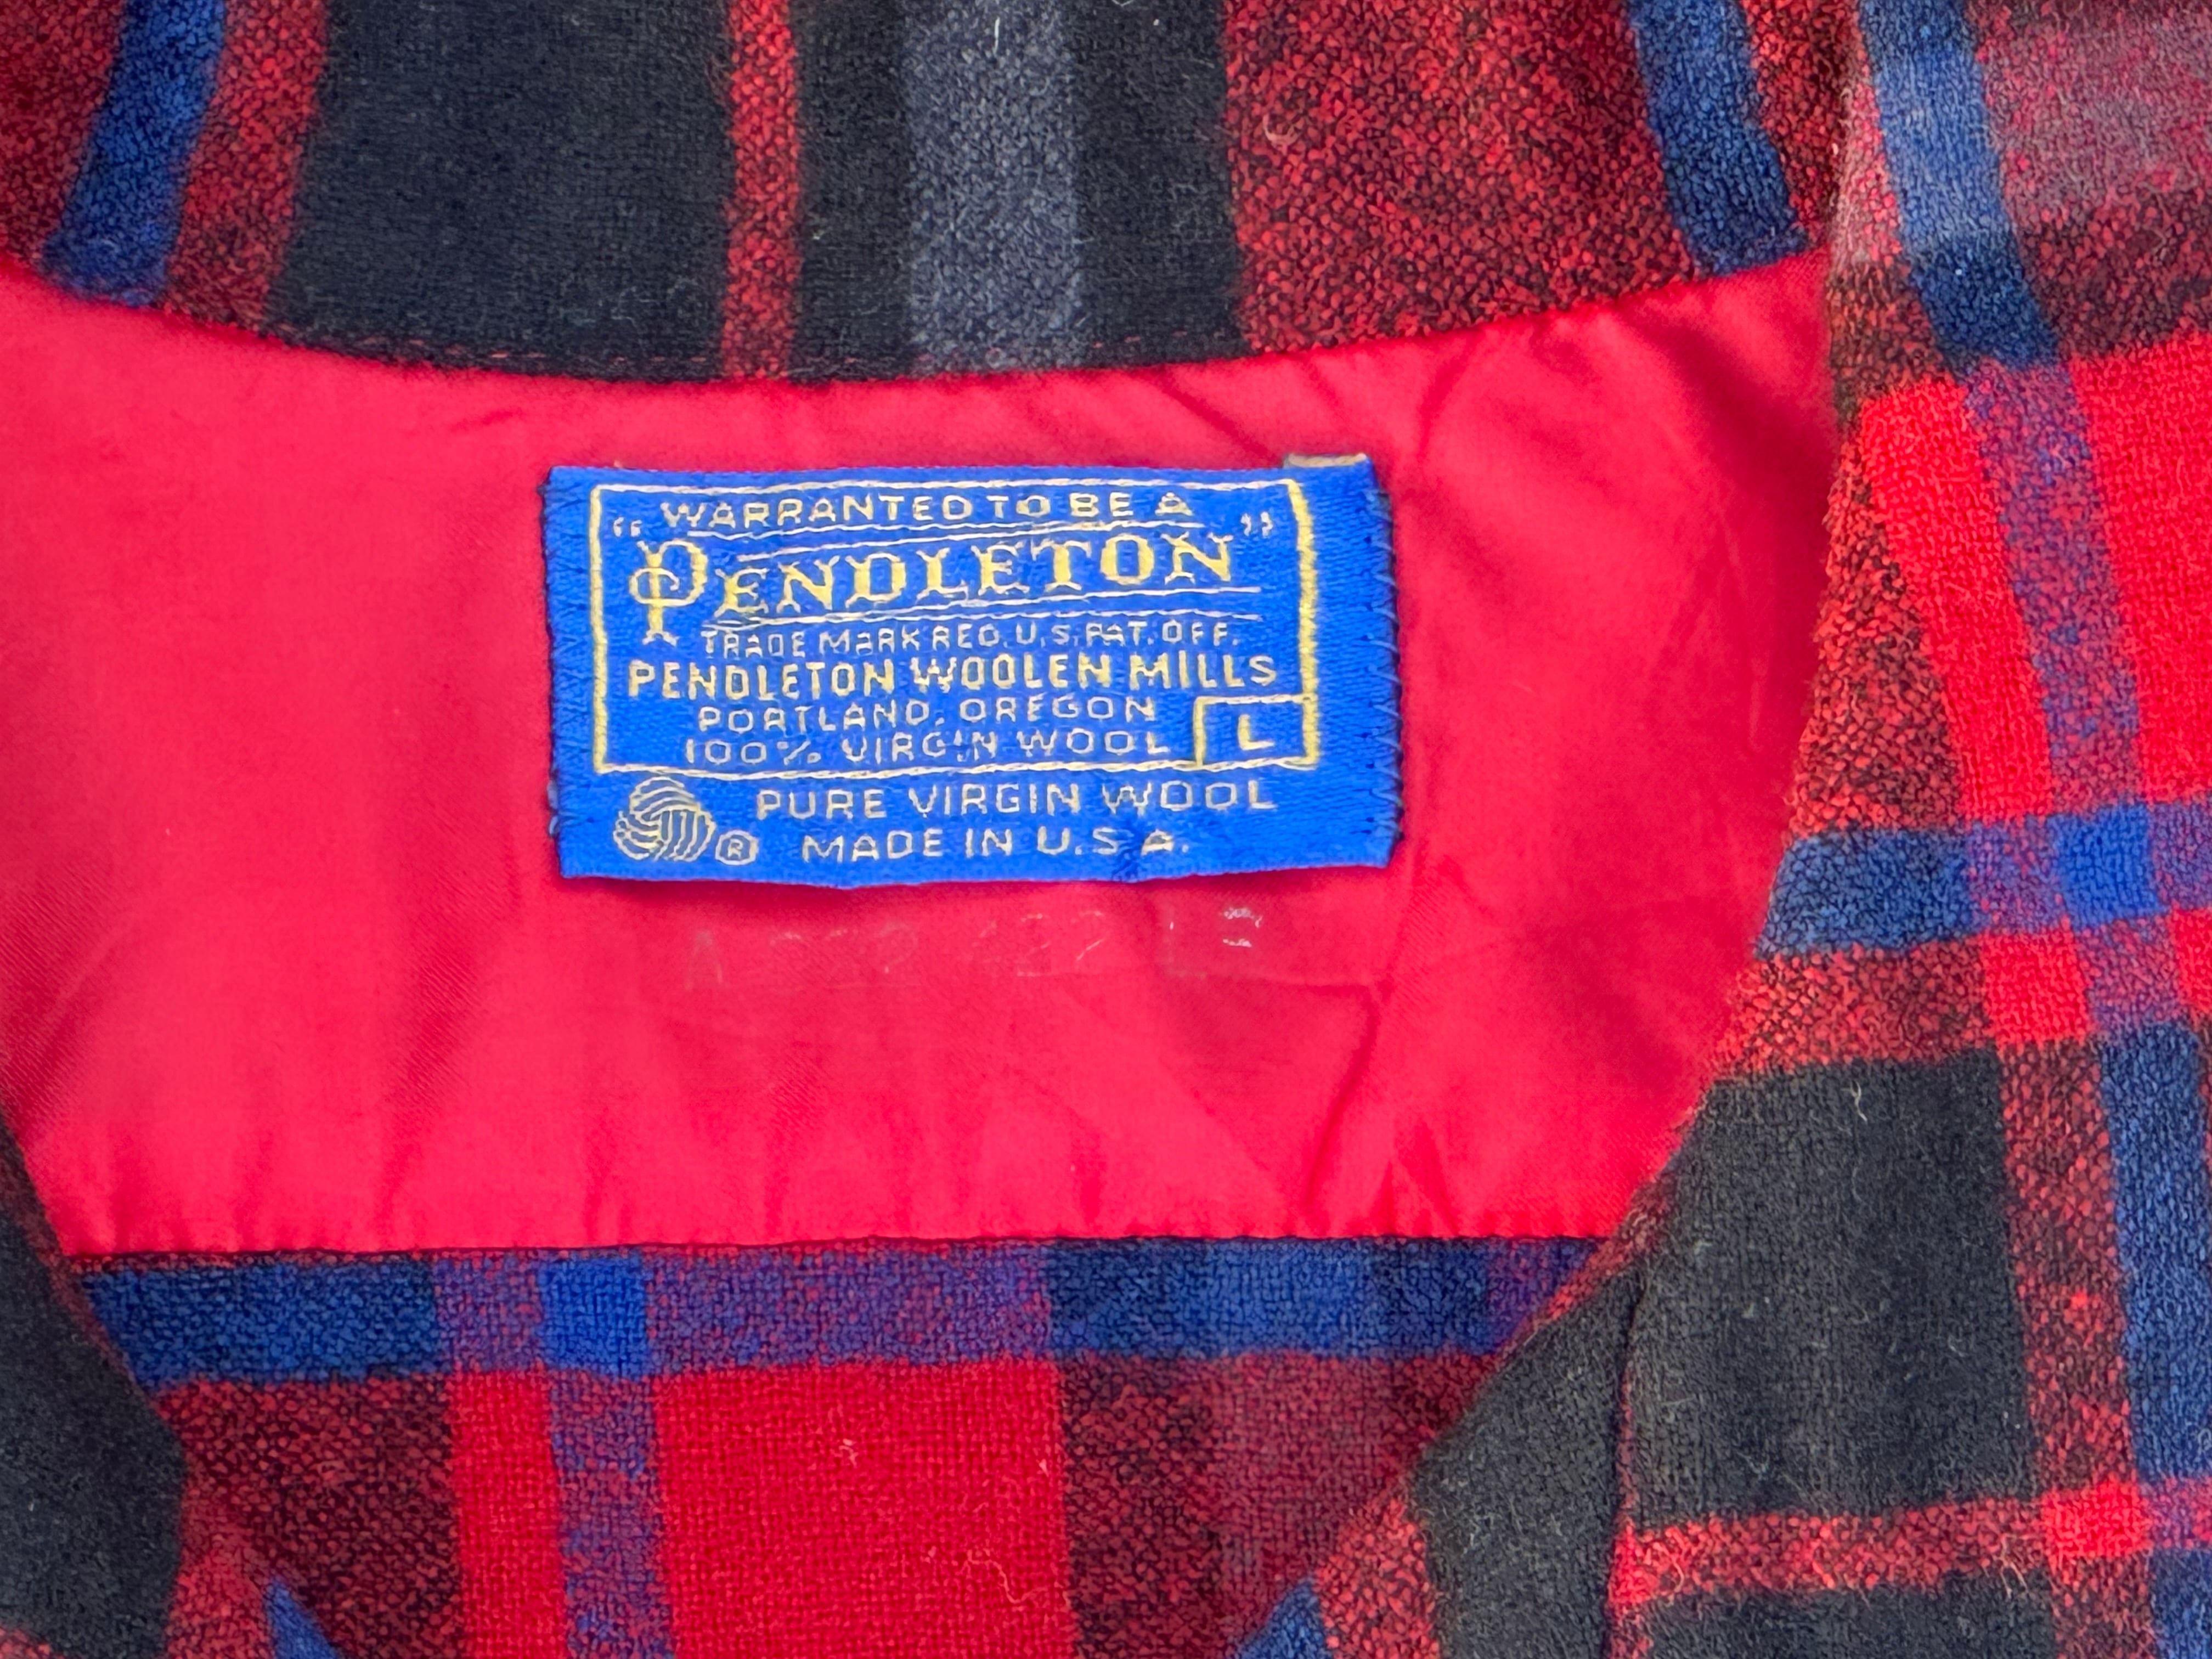 "WARRANTED TO BE A
PENDLETON"
TRADE MARK REG. U.S. PAT. OFF.
PENDLETON WOOLEN MILLS
PORTLAND, OREGON
100% VIRGIN WOOL L
PURE VIRGIN WOOL
® MADE IN U.S.A.